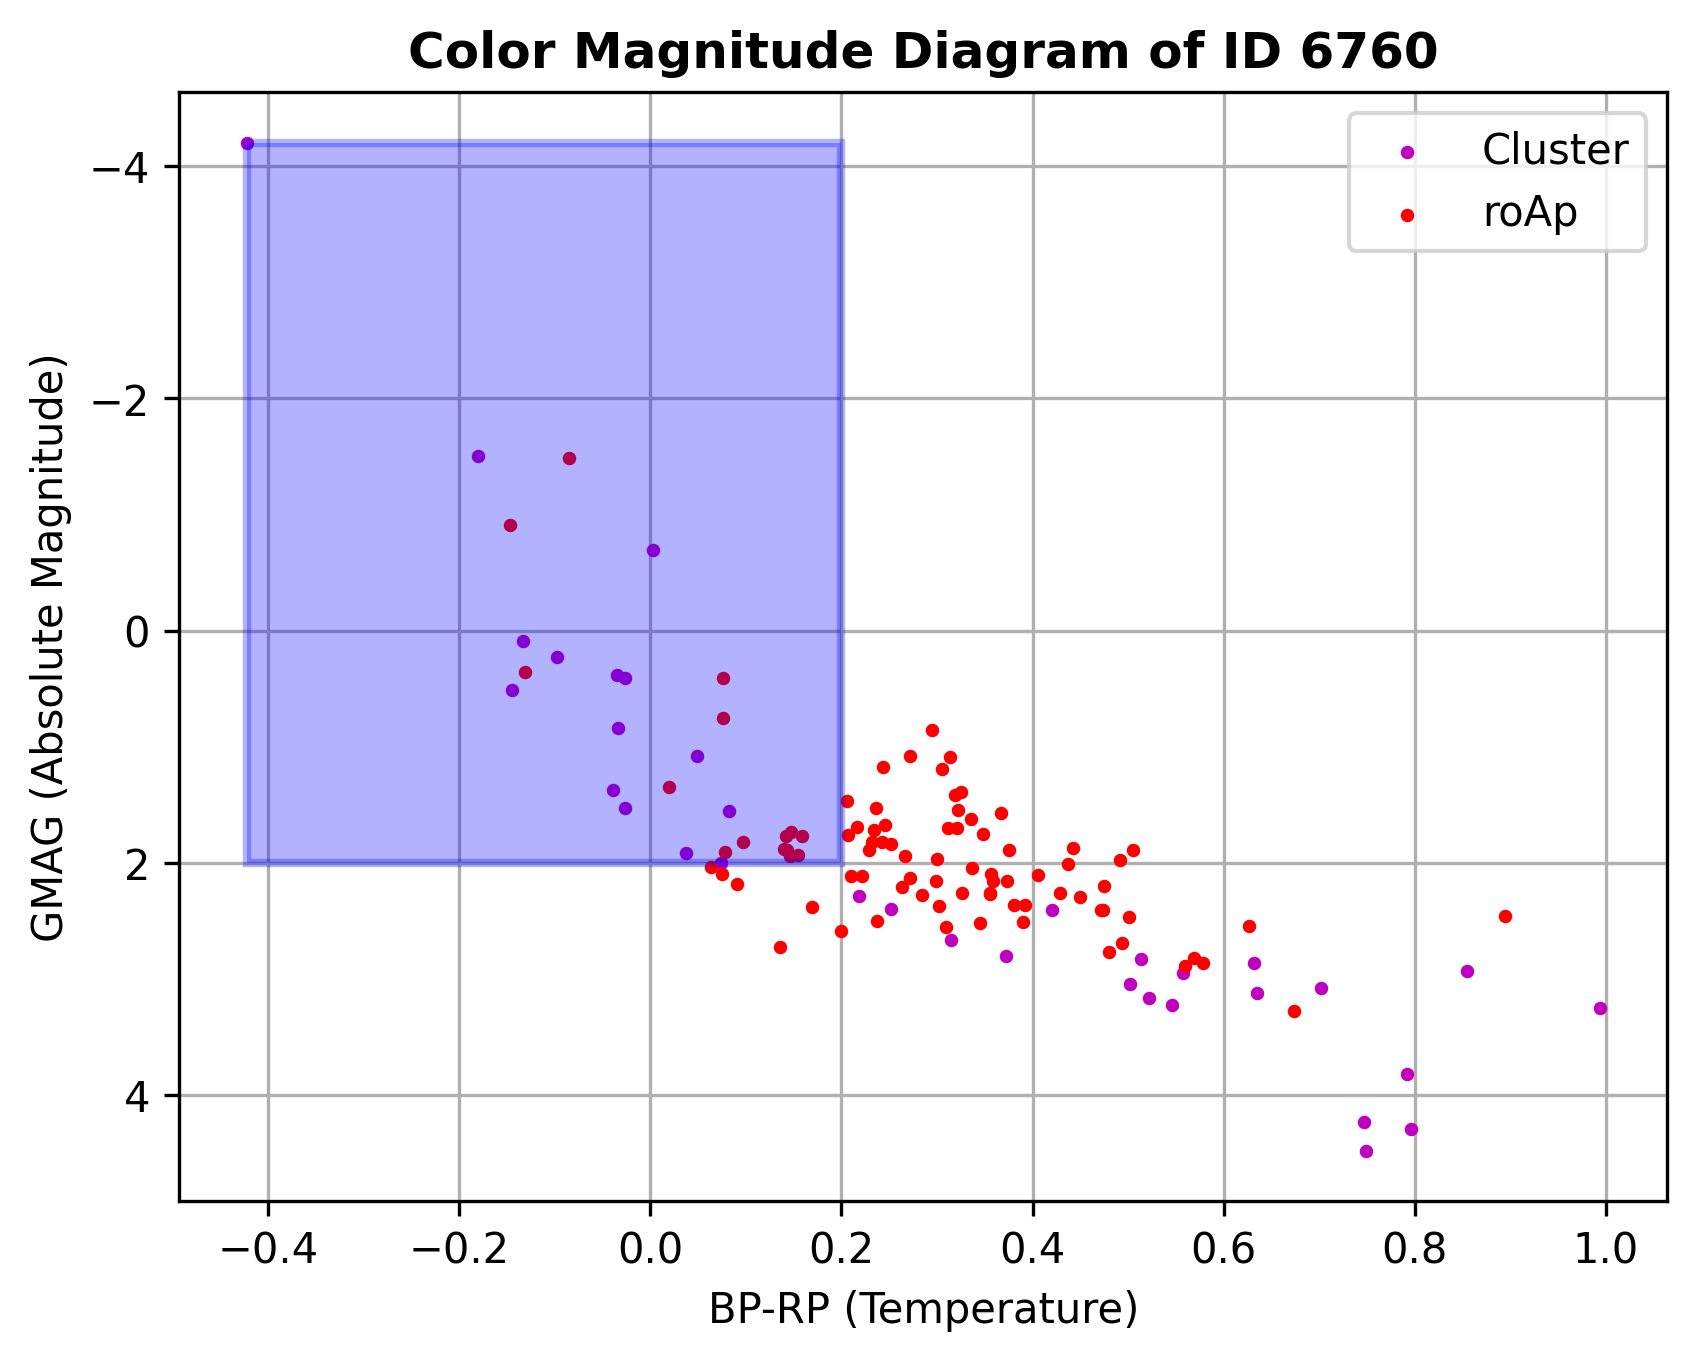 Color Magnitude Diagram of ID 6760
Cluster
roAp
GMAG (Absolute Magnitude)
−4
−2
0
2
4
−0.4
−0.2
0.0
0.2
0.4
0.6
0.8
1.0
BP-RP (Temperature)